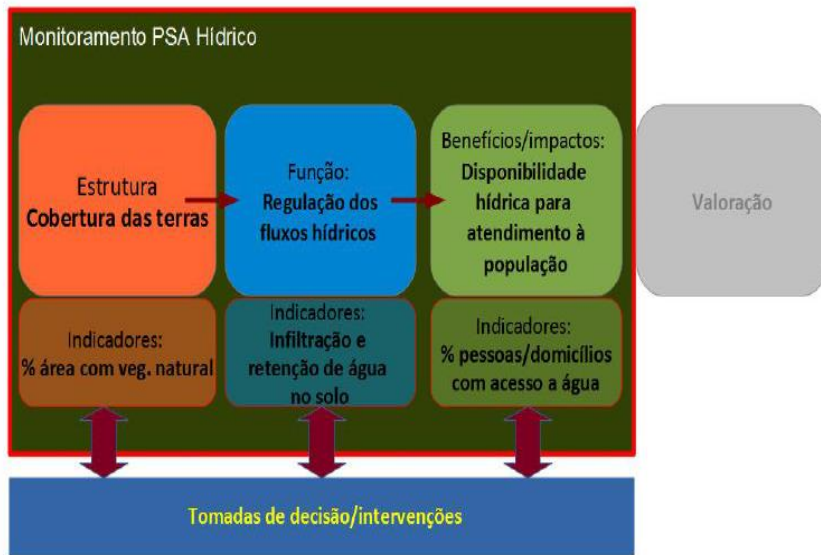 Monitoramento PSA Hídrico
Estrutura
Cobertura das terras
Indicadores:
% área com veg. natural
Função:
Regulação dos
fluxos hídricos
Indicadores:
Infiltração e
retenção de água
no solo
Benefícios/impactos:
Disponibilidade
hídrica para
atendimento à
população
Indicadores:
% pessoas/domicílios
com acesso a água
Valoração
Tomadas de decisão/intervenções